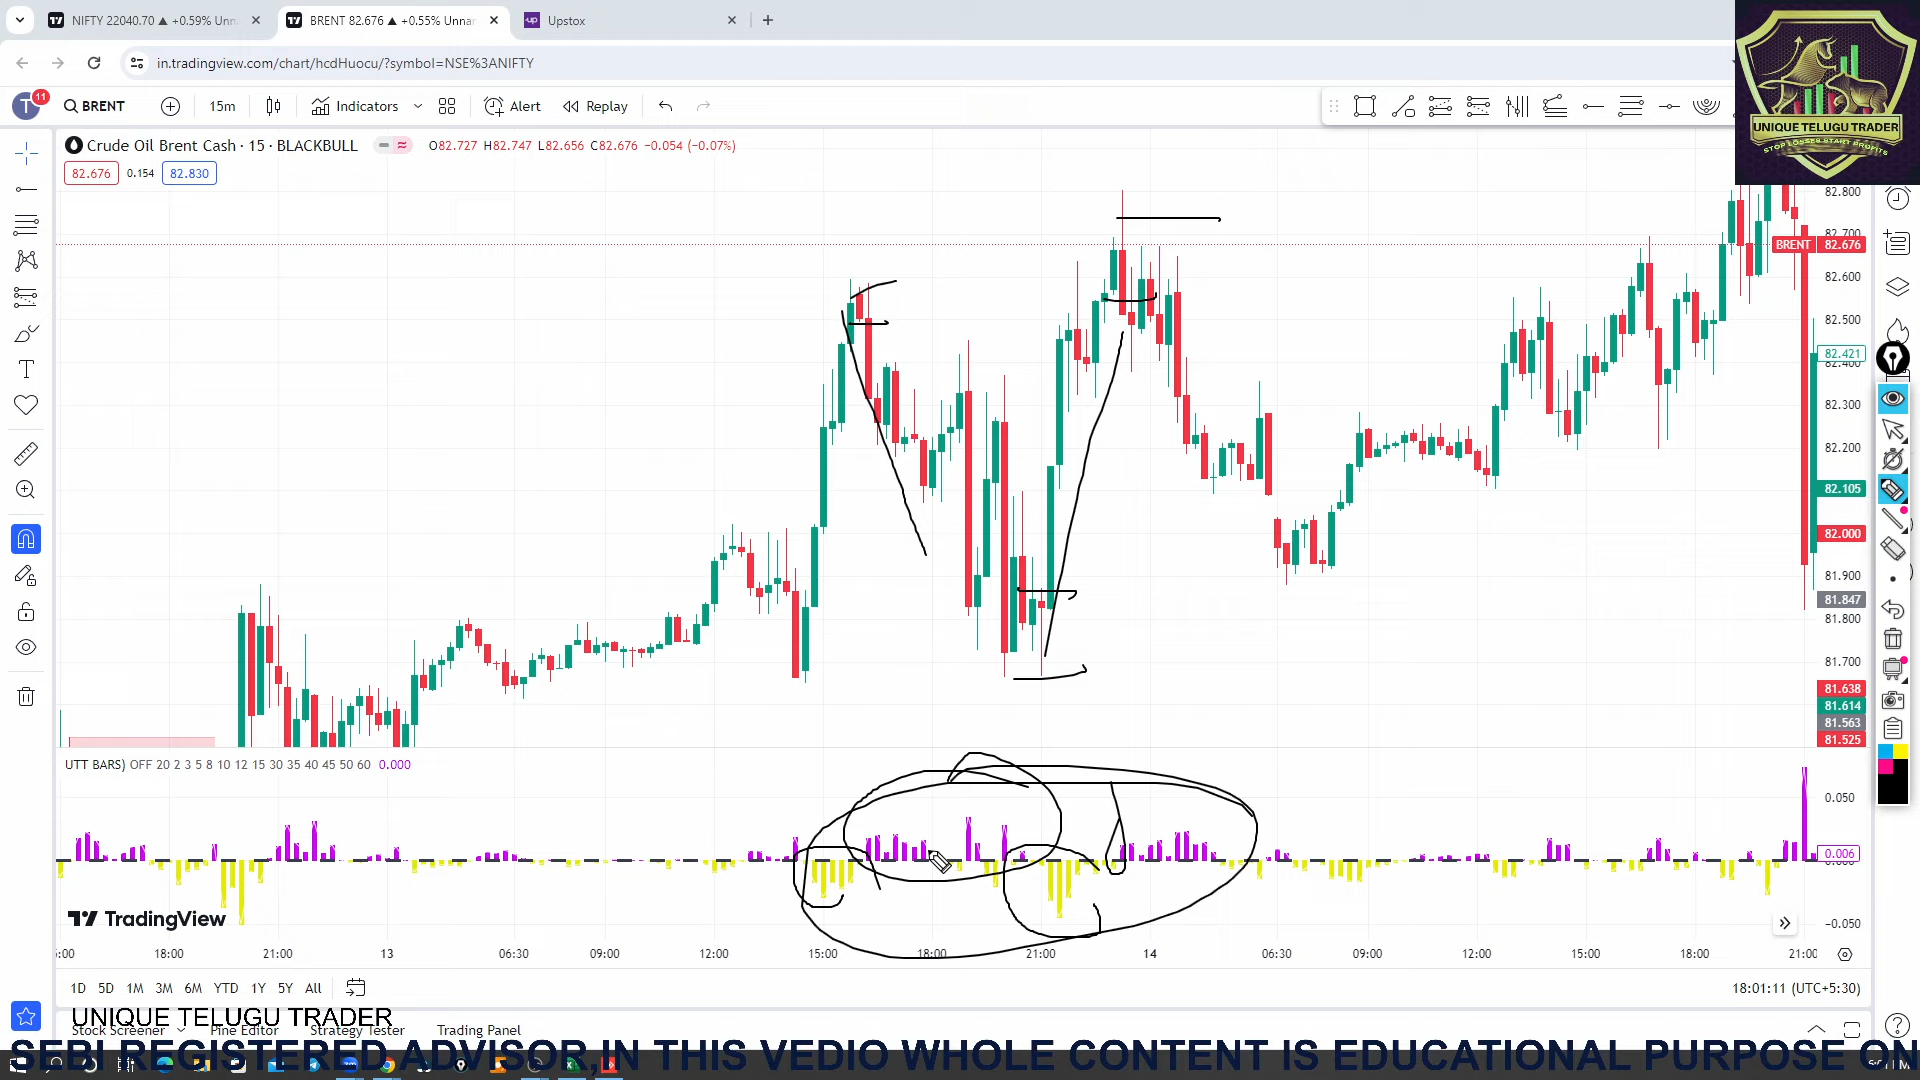 NIFTY 22040.70 ▲ +0.59% Unn
BRENT 82.676 ▲ +0.55% Unnar
Upstox
in.tradingview.com/chart/hcdHuocu/?symbol=NSE%3ANIFTY
T 11
BRENT
15m
Indicators
Alert
Replay
UNIQUE TELUGU TRADER
STOP LOSSES START PROFITS
Crude Oil Brent Cash · 15 · BLACKBULL
O82.727 H82.747 L82.656 C82.676 -0.054 (-0.07%)
82.676 0.154 82.830
82.800
82.700
BRENT 82.676
82.600
82.500
82.421
82.400
82.300
82.200
82.105
82.000
81.900
81.847
81.800
81.700
81.638
81.614
81.563
81.525
UTT BARS) OFF 20 2 3 5 8 10 12 15 30 35 40 45 50 60 0.000
0.050
0.006
-0.050
TradingView
:00 18:00 21:00 13 06:30 09:00 12:00 15:00 18:00 21:00 14 06:30 09:00 12:00 15:00 18:00 21:00
1D 5D 1M 3M 6M YTD 1Y 5Y All
18:01:11 (UTC+5:30)
UNIQUE TELUGU TRADER
Stock Screener Pine Editor Strategy Tester Trading Panel
SEBI REGISTERED ADVISOR,IN THIS VEDIO WHOLE CONTENT IS EDUCATIONAL PURPOSE ON